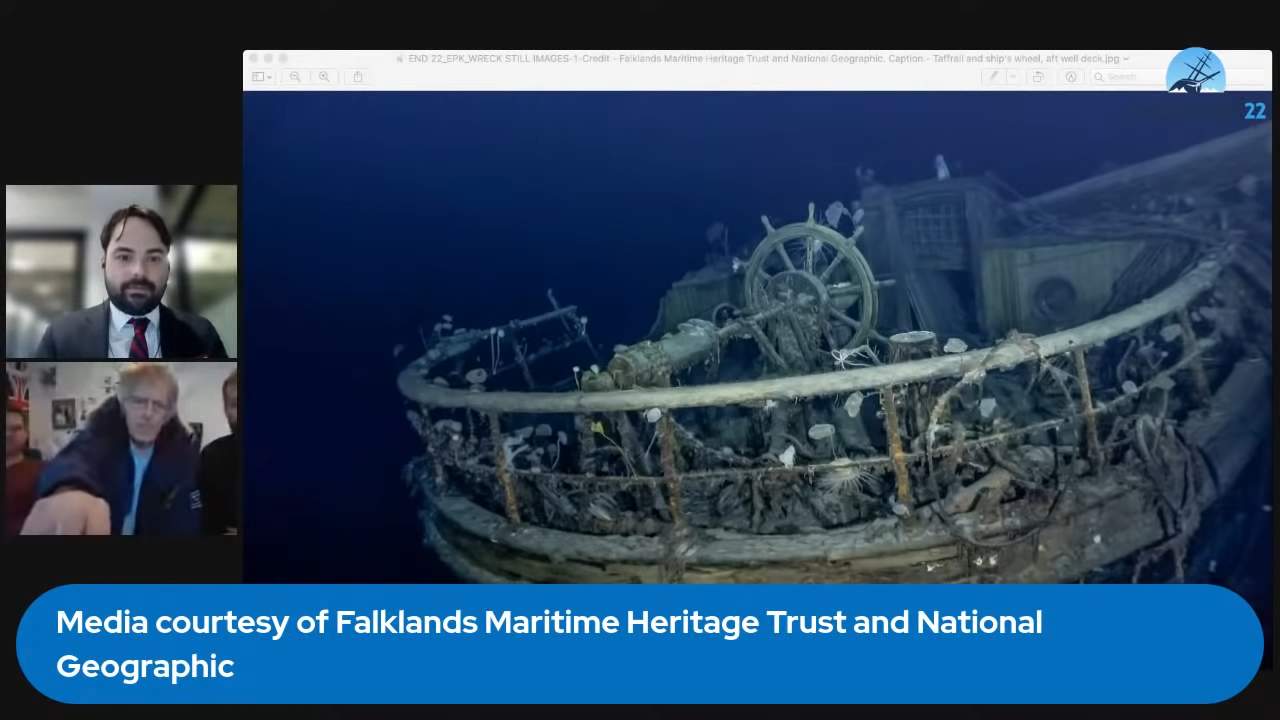 END 22_EPK_WRECK STILL IMAGES-1-Credit - Falklands Maritime Heritage Trust and National Geographic. Caption - Taffrail and ship's wheel, aft well deck.jpg
Search
22
Media courtesy of Falklands Maritime Heritage Trust and National
Geographic